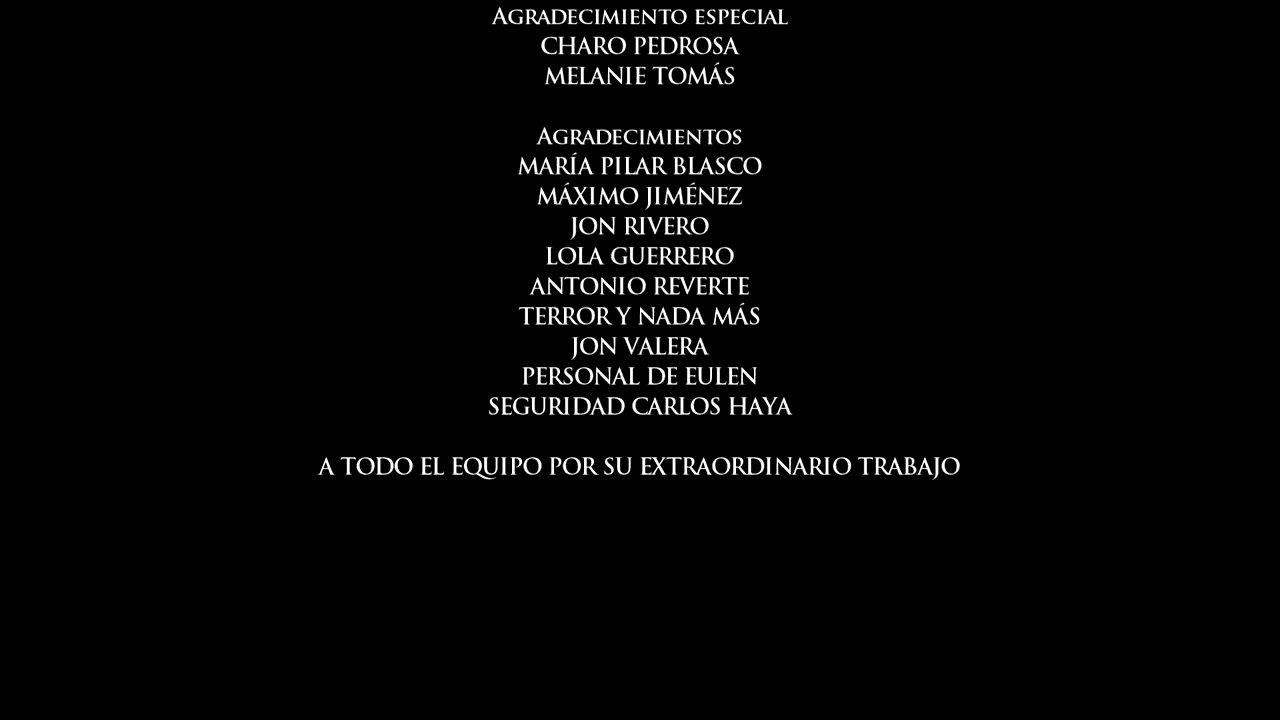 Agradecimiento especial
CHARO PEDROSA
MELANIE TOMÁS
Agradecimientos
MARÍA PILAR BLASCO
MÁXIMO JIMÉNEZ
JON RIVERO
LOLA GUERRERO
ANTONIO REVERTE
TERROR Y NADA MÁS
JON VALERA
PERSONAL DE EULEN
SEGURIDAD CARLOS HAYA
A TODO EL EQUIPO POR SU EXTRAORDINARIO TRABAJO